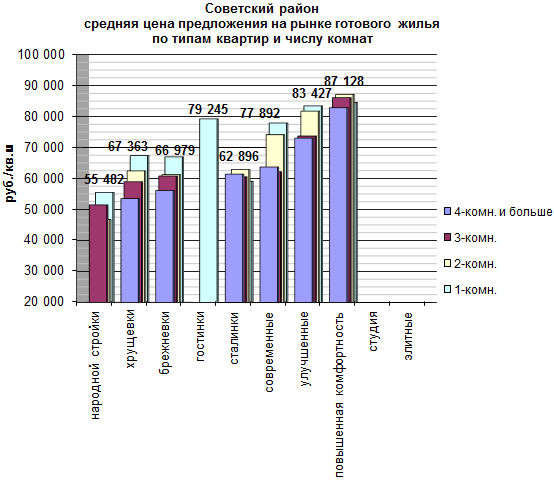 Советский район
средняя цена предложения на рынке готового жилья
по типам квартир и числу комнат
руб./кв.м
100 000
90 000
80 000
70 000
60 000
50 000
40 000
30 000
20 000
55 482
67 363
66 979
79 245
62 896
77 892
83 427
87 128
народной стройки
хрущевки
брежневки
гостинки
сталинки
современные
улучшенные
повышенная комфортность
студия
элитные
4-комн. и больше
3-комн.
2-комн.
1-комн.